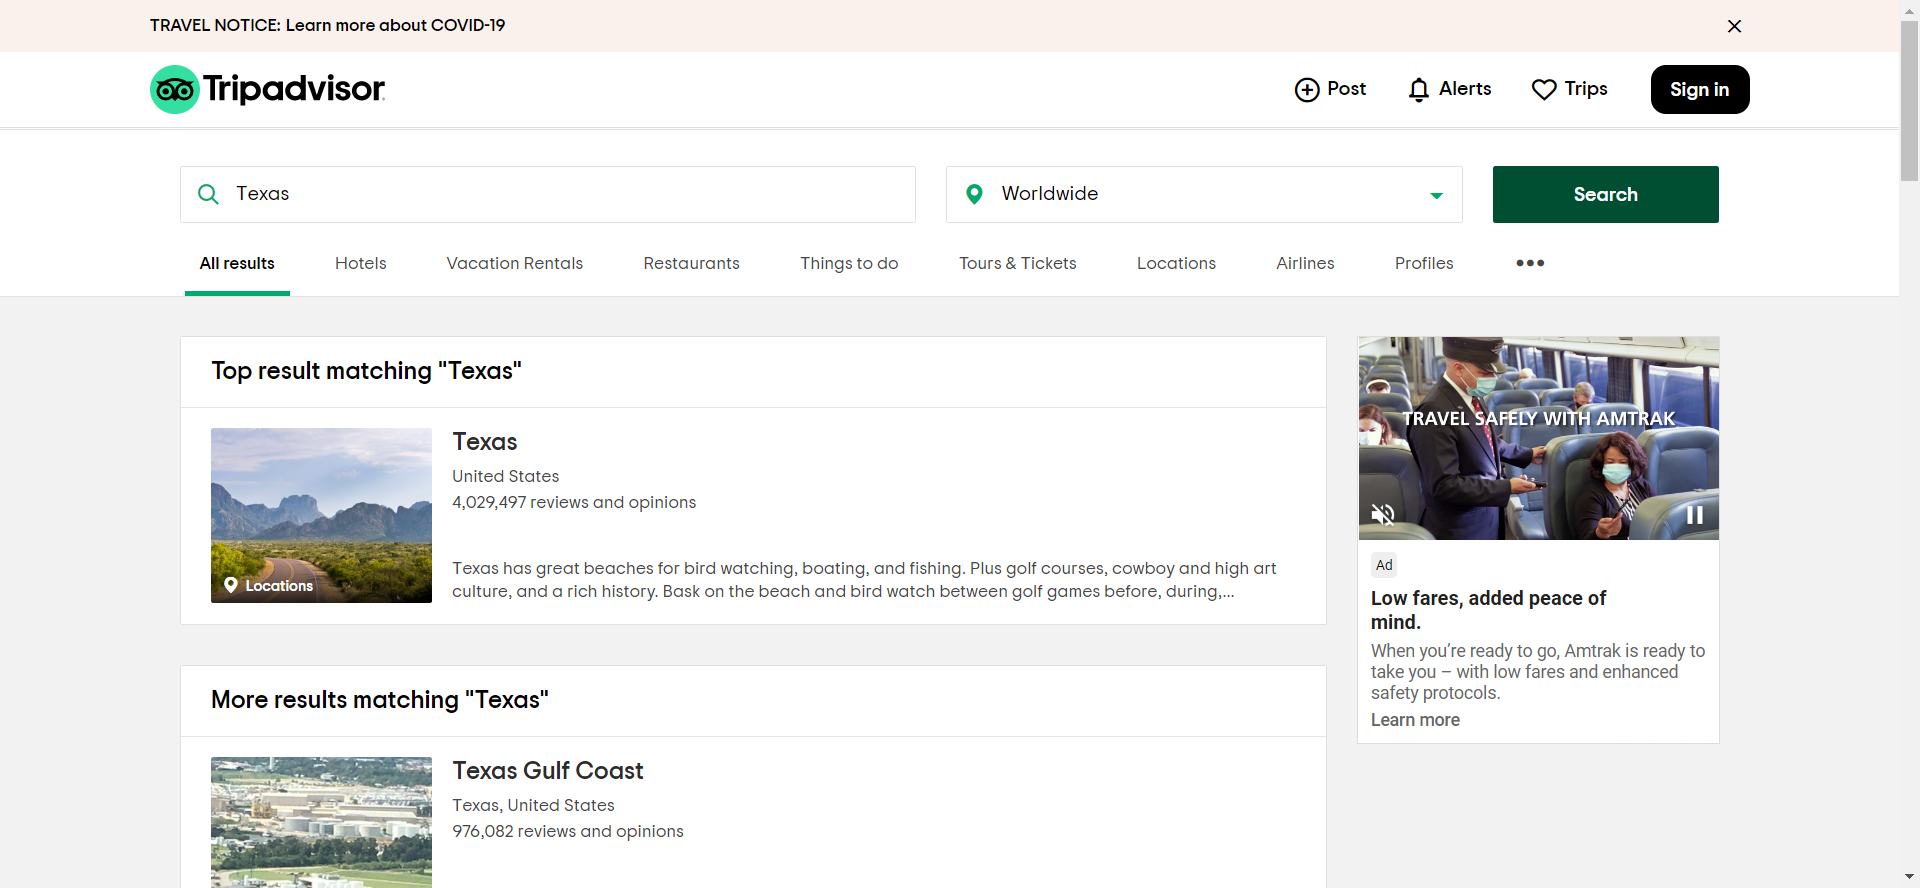 TRAVEL NOTICE: Learn more about COVID-19
Tripadvisor
Post
Alerts
Trips
Sign in
Texas
Worldwide
Search
All results
Hotels
Vacation Rentals
Restaurants
Things to do
Tours & Tickets
Locations
Airlines
Profiles
Top result matching "Texas"
Texas
United States
4,029,497 reviews and opinions
Texas has great beaches for bird watching, boating, and fishing. Plus golf courses, cowboy and high art
culture, and a rich history. Bask on the beach and bird watch between golf games before, during,...
Locations
More results matching "Texas"
Texas Gulf Coast
Texas, United States
976,082 reviews and opinions
TRAVEL SAFELY WITH AMTRAK
Ad
Low fares, added peace of
mind.
When you’re ready to go, Amtrak is ready to
take you – with low fares and enhanced
safety protocols.
Learn more